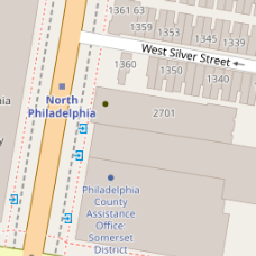 1361 63
1359
1353
1345
1339
West Silver Street
1360
1350
1340
North
Philadelphia
2701
Philadelphia
County
Assistance
Office
Somerset
District